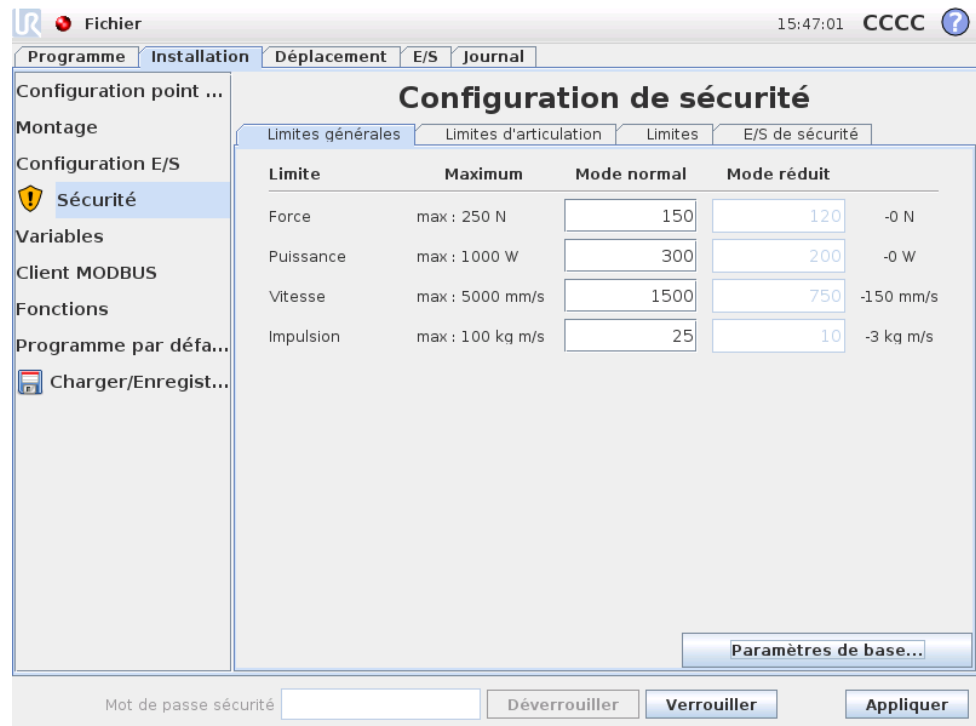 UR Fichier 15:47:01 CCCC ?
Programme Installation Déplacement E/S Journal
Configuration point ...
Montage
Configuration E/S
Sécurité
Variables
Client MODBUS
Fonctions
Programme par défa...
Charger/Enregist...
Configuration de sécurité
Limites générales Limites d'articulation Limites E/S de sécurité
Limite Maximum Mode normal Mode réduit
Force max : 250 N 150 120 -0 N
Puissance max : 1000 W 300 200 -0 W
Vitesse max : 5000 mm/s 1500 750 -150 mm/s
Impulsion max : 100 kg m/s 25 10 -3 kg m/s
Paramètres de base...
Mot de passe sécurité Déverrouiller Verrouiller Appliquer